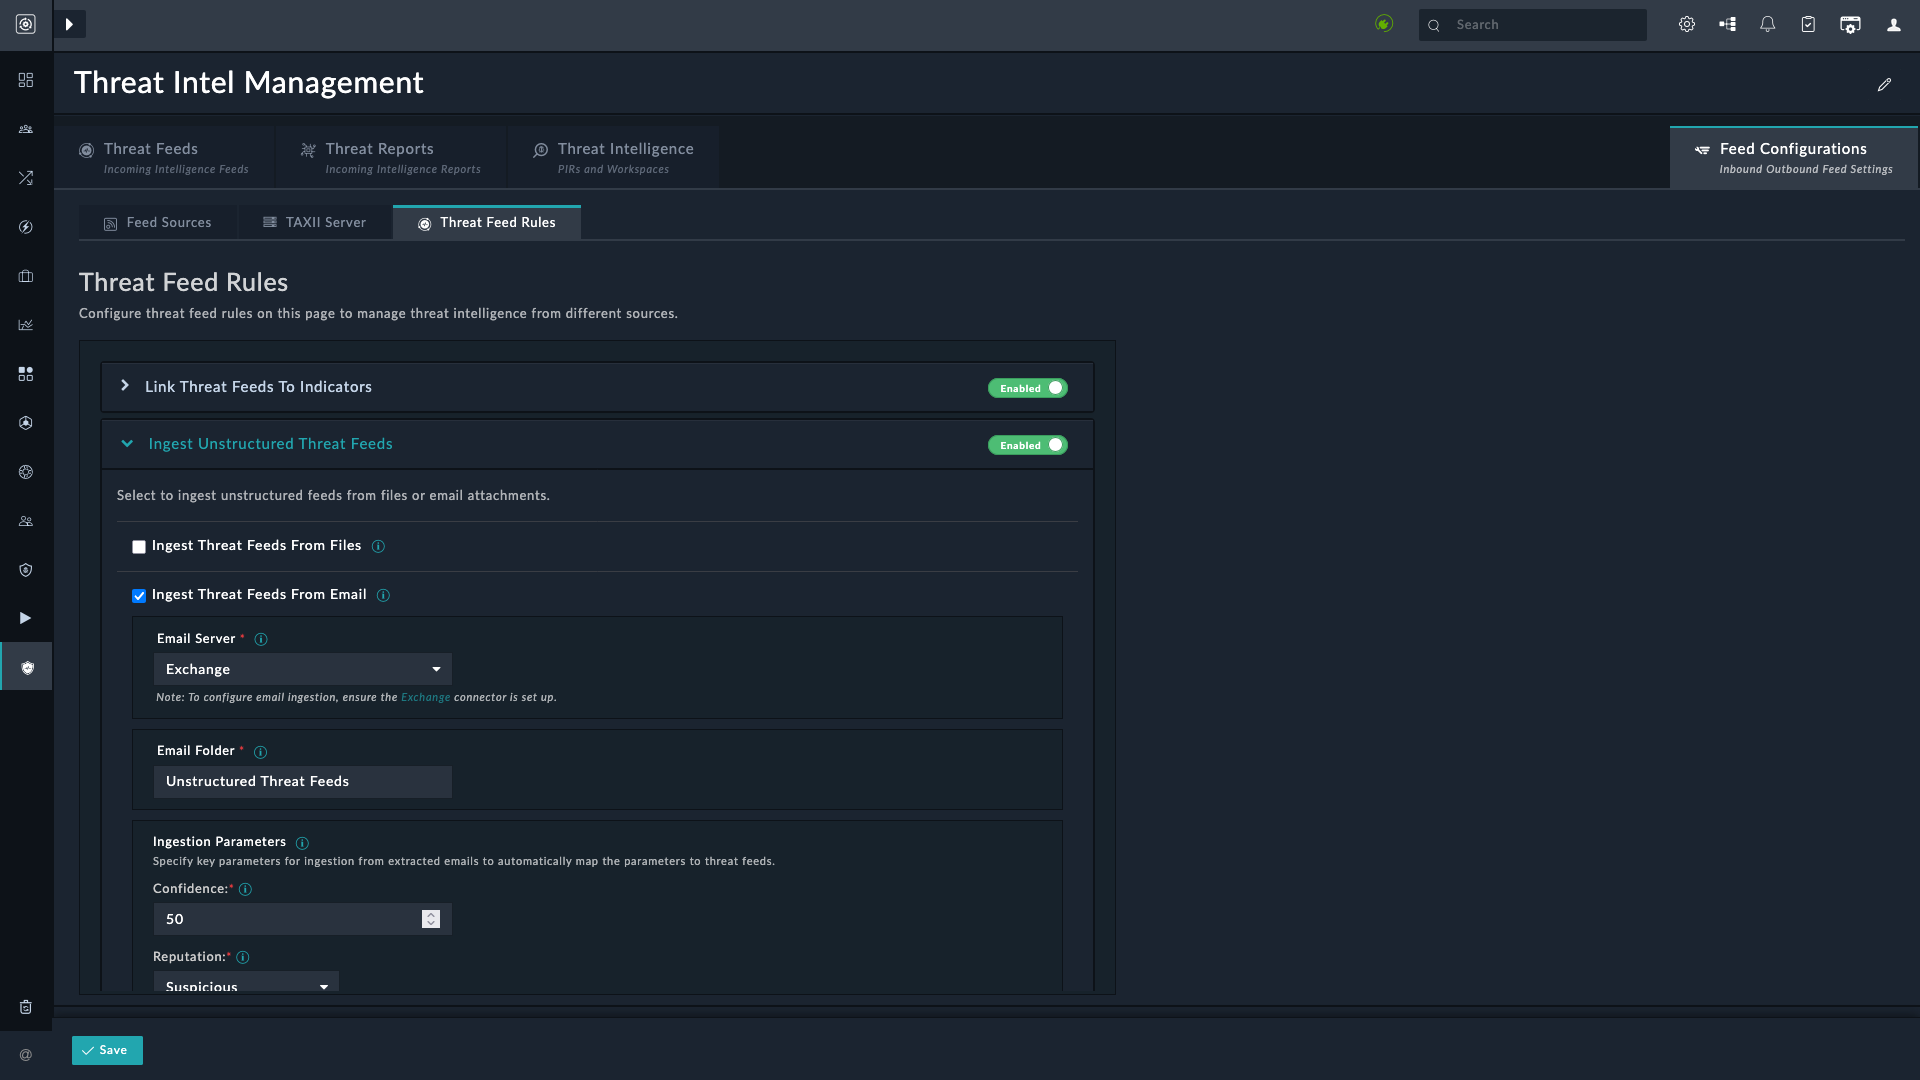 Search
Threat Intel Management
Threat Feeds
Incoming Intelligence Feeds
Threat Reports
Incoming Intelligence Reports
Threat Intelligence
PIRs and Workspaces
Feed Configurations
Inbound Outbound Feed Settings
Feed Sources
TAXII Server
Threat Feed Rules
Threat Feed Rules
Configure threat feed rules on this page to manage threat intelligence from different sources.
Link Threat Feeds To Indicators
Enabled
Ingest Unstructured Threat Feeds
Enabled
Select to ingest unstructured feeds from files or email attachments.
Ingest Threat Feeds From Files
Ingest Threat Feeds From Email
Email Server *
Exchange
Note: To configure email ingestion, ensure the Exchange connector is set up.
Email Folder *
Unstructured Threat Feeds
Ingestion Parameters
Specify key parameters for ingestion from extracted emails to automatically map the parameters to threat feeds.
Confidence:*
50
Reputation:*
Suspicious
@
Save